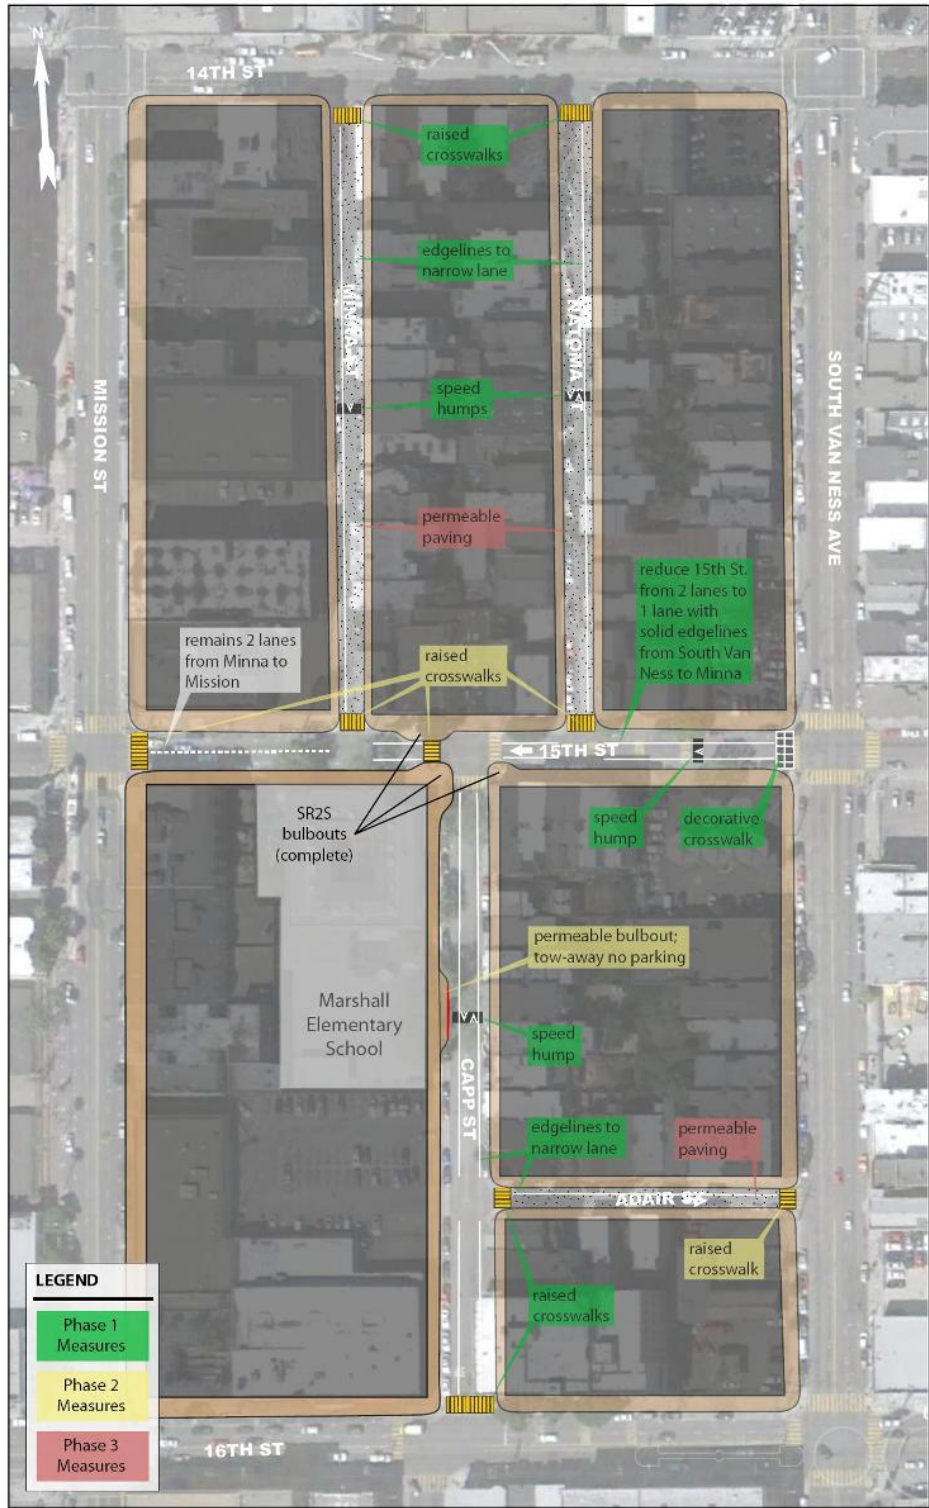 N
14TH ST
raised
crosswalks
edgelines to
narrow lane
MINNA ST
NATOMA ST
speed
humps
MISSION ST
SOUTH VAN NESS AVE
permeable
paving
reduce 15th St.
from 2 lanes to
1 lane with
solid edgelines
from South Van
Ness to Minna
remains 2 lanes
from Minna to
Mission
raised
crosswalks
15TH ST
SR2S
bulbouts
(complete)
speed
hump
decorative
crosswalk
permeable bulbout;
tow-away no parking
Marshall
Elementary
School
speed
hump
CAPP ST
edgelines to
narrow lane
permeable
paving
ADAIR ST
raised
crosswalk
raised
crosswalks
LEGEND
Phase 1
Measures
Phase 2
Measures
Phase 3
Measures
16TH ST